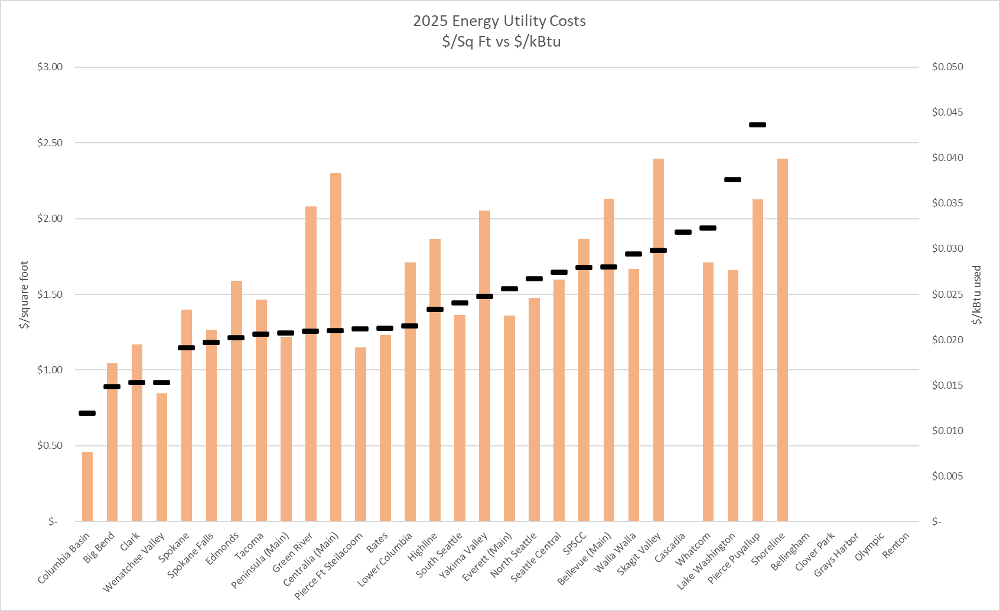 2025 Energy Utility Costs
$/Sq Ft vs $/kBtu
$3.00
$2.50
$2.00
$1.50
$1.00
$0.50
$-
$/square foot
$0.050
$0.045
$0.040
$0.035
$0.030
$0.025
$0.020
$0.015
$0.010
$0.005
$-
$/kBtu used
Columbia Basin
Big Bend
Clark
Wenatchee Valley
Spokane
Spokane Falls
Edmonds
Tacoma
Peninsula (Main)
Green River
Centralia (Main)
Pierce Ft Steilacoom
Bates
Lower Columbia
Highline
South Seattle
Yakima Valley
Everett (Main)
North Seattle
Seattle Central
SPSCC
Bellevue (Main)
Walla Walla
Skagit Valley
Cascadia
Whatcom
Lake Washington
Pierce Puyallup
Shoreline
Bellingham
Clover Park
Grays Harbor
Olympic
Renton